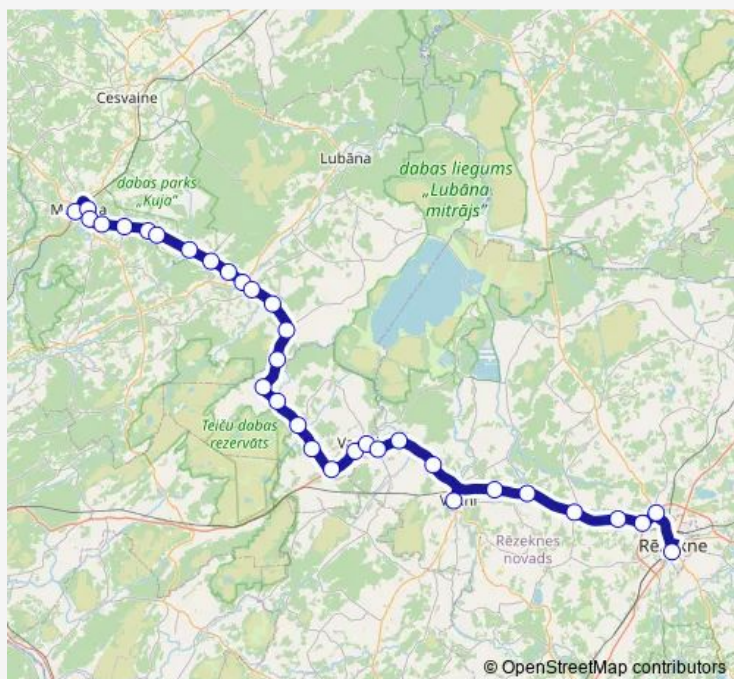 Cesvaine
Lubāna
dabas liegums
„Lubāna
mitrājs”
dabas parks
„Kuja”
Teiču dabas
rezervāts
Rēzeknes
novads
© OpenStreetMap contributors